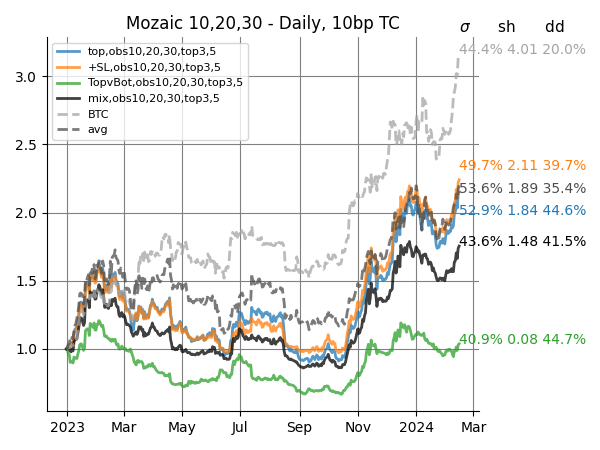 Mozaic 10,20,30 - Daily, 10bp TC
σ sh dd
top,obs10,20,30,top3,5
+SL,obs10,20,30,top3,5
TopvBot,obs10,20,30,top3,5
mix,obs10,20,30,top3,5
BTC
avg
44.4% 4.01 20.0%
49.7% 2.11 39.7%
53.6% 1.89 35.4%
52.9% 1.84 44.6%
43.6% 1.48 41.5%
40.9% 0.08 44.7%
3.0
2.5
2.0
1.5
1.0
2023 Mar May Jul Sep Nov 2024 Mar